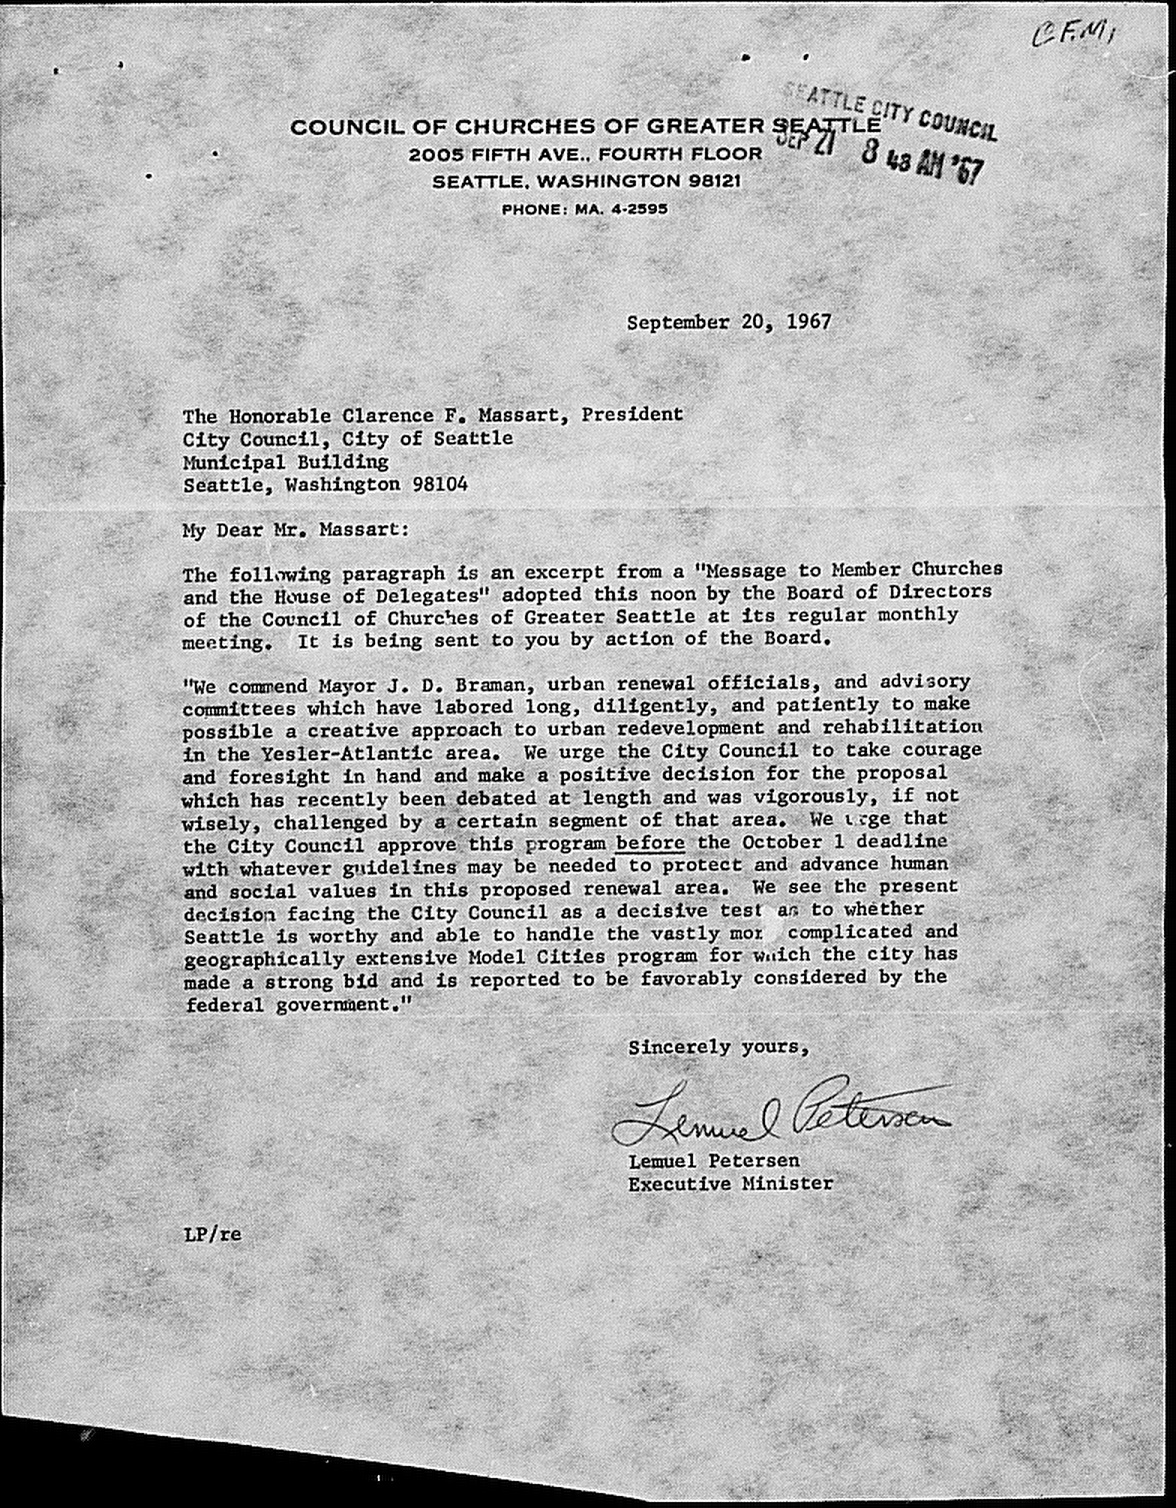 C.F.M.
SEATTLE CITY COUNCIL
SEP 21 8 48 AM '67
COUNCIL OF CHURCHES OF GREATER SEATTLE
2005 FIFTH AVE., FOURTH FLOOR
SEATTLE, WASHINGTON 98121
PHONE: MA. 4-2595
September 20, 1967
The Honorable Clarence F. Massart, President
City Council, City of Seattle
Municipal Building
Seattle, Washington 98104
My Dear Mr. Massart:
The following paragraph is an excerpt from a "Message to Member Churches
and the House of Delegates" adopted this noon by the Board of Directors
of the Council of Churches of Greater Seattle at its regular monthly
meeting. It is being sent to you by action of the Board.
"We commend Mayor J. D. Braman, urban renewal officials, and advisory
committees which have labored long, diligently, and patiently to make
possible a creative approach to urban redevelopment and rehabilitation
in the Yesler-Atlantic area. We urge the City Council to take courage
and foresight in hand and make a positive decision for the proposal
which has recently been debated at length and was vigorously, if not
wisely, challenged by a certain segment of that area. We urge that
the City Council approve this program before the October 1 deadline
with whatever guidelines may be needed to protect and advance human
and social values in this proposed renewal area. We see the present
decision facing the City Council as a decisive test as to whether
Seattle is worthy and able to handle the vastly more complicated and
geographically extensive Model Cities program for which the city has
made a strong bid and is reported to be favorably considered by the
federal government."
Sincerely yours,
Lemuel Petersen
Lemuel Petersen
Executive Minister
LP/re